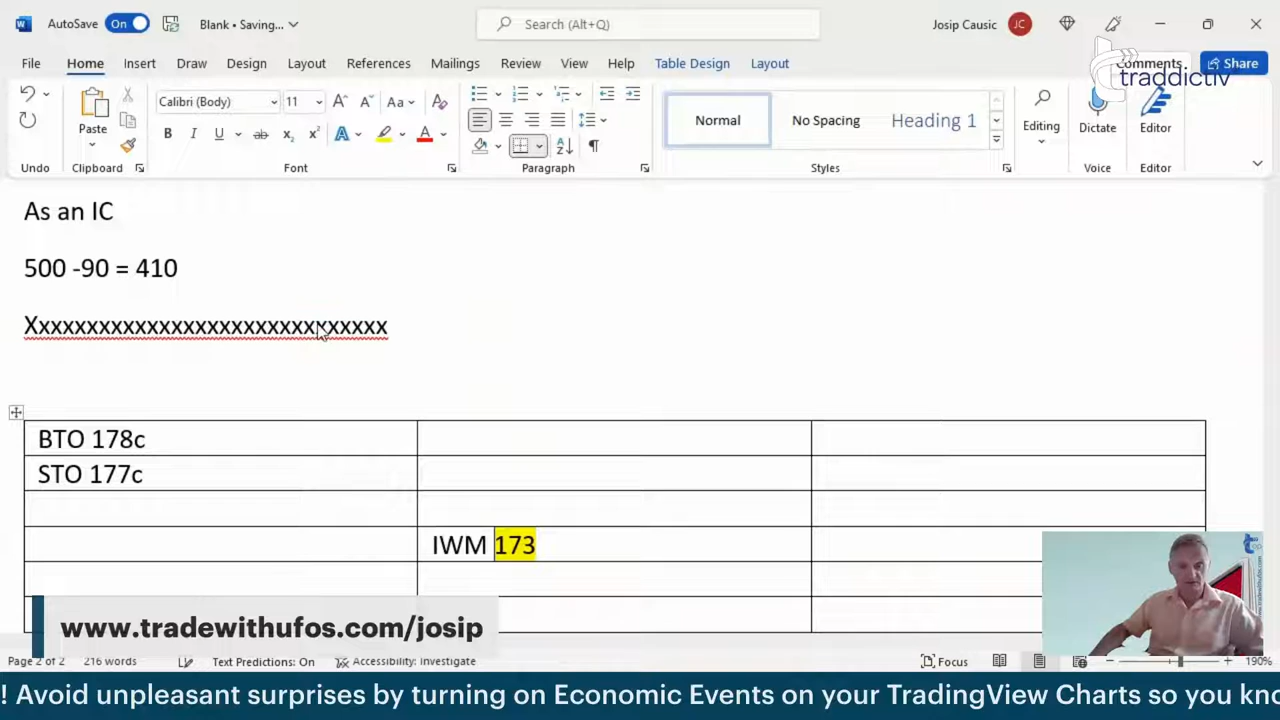 AutoSave On Blank • Saving... Search (Alt+Q) Josip Causic JC
File Home Insert Draw Design Layout References Mailings Review View Help Table Design Layout Comments Share
traddictiv
Calibri (Body) 11 Aa
Paste
B I U ab x₂ x² A A
Normal No Spacing Heading 1
Editing Dictate Editor
Undo Clipboard Font Paragraph Styles Voice Editor
As an IC
500 -90 = 410
Xxxxxxxxxxxxxxxxxxxxxxxxxxxxxx
BTO 178c
STO 177c
IWM 173
www.tradewithufos.com/josip
Page 2 of 2 216 words Text Predictions: On Accessibility: Investigate Focus 190%
! Avoid unpleasant surprises by turning on Economic Events on your TradingView Charts so you kno